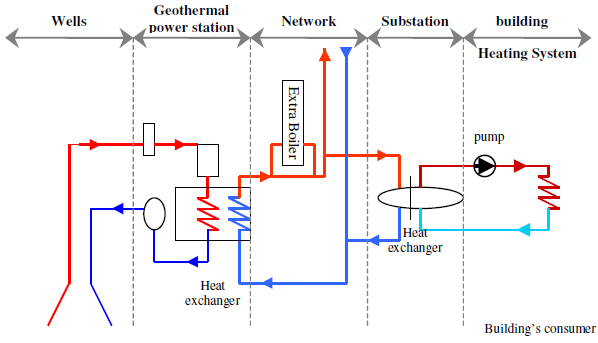 Wells
Geothermal
power station
Network
Substation
building
Heating System
Extra Boiler
pump
Heat
exchanger
Heat
exchanger
Building's consumer